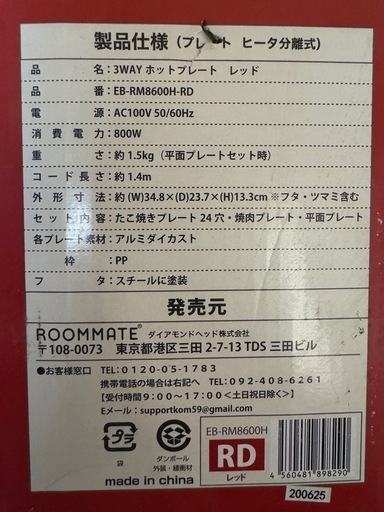 製品仕様（プレート ヒータ分離式）
品名：3WAY ホットプレート レッド
品番：EB-RM8600H-RD
電源：AC100V 50/60Hz
消費電力：800W
重さ：約 1.5kg（平面プレートセット時）
コード長さ：約 1.4m
外形寸法：約 (W)34.8×(D)23.7×(H)13.3cm ※フタ・ツマミ含む
セット内容：たこ焼きプレート 24 穴・焼肉プレート・平面プレート
各プレート素材：アルミダイカスト
枠：PP
フタ：スチールに塗装
発売元
ROOMMATE® ダイアモンドヘッド株式会社
〒108-0073 東京都港区三田 2-7-13 TDS 三田ビル
●お客様窓口 TEL:0120-05-1783
携帯電話の場合は右記へ TEL:092-408-6261
【受付時間9:00～17:00＜土日祝日除く＞】
Eメール：supportkom59@gmail.com
プラ
袋
ダンボール
外装・緩衝材
made in china
EB-RM8600H
RD
レッド
4 560481 898290
200625